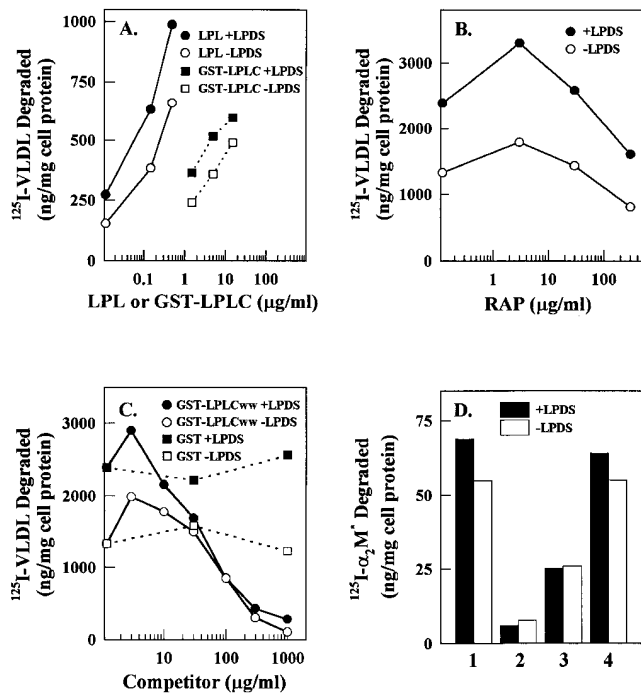 A.
LPL +LPDS
LPL -LPDS
GST-LPLC +LPDS
GST-LPLC -LPDS
1000
750
500
250
0
0.1 1 10 100
LPL or GST-LPLC (µg/ml)
¹²⁵I-VLDL Degraded
(ng/mg cell protein)
B.
+LPDS
-LPDS
3000
2000
1000
0
1 10 100
RAP (µg/ml)
¹²⁵I-VLDL Degraded
(ng/mg cell protein)
C.
GST-LPLCww +LPDS
GST-LPLCww -LPDS
GST +LPDS
GST -LPDS
3000
2000
1000
0
10 100 1000
Competitor (µg/ml)
¹²⁵I-VLDL Degraded
(ng/mg cell protein)
D.
+LPDS
-LPDS
75
50
25
0
1 2 3 4
¹²⁵I-α₂M* Degraded
(ng/mg cell protein)